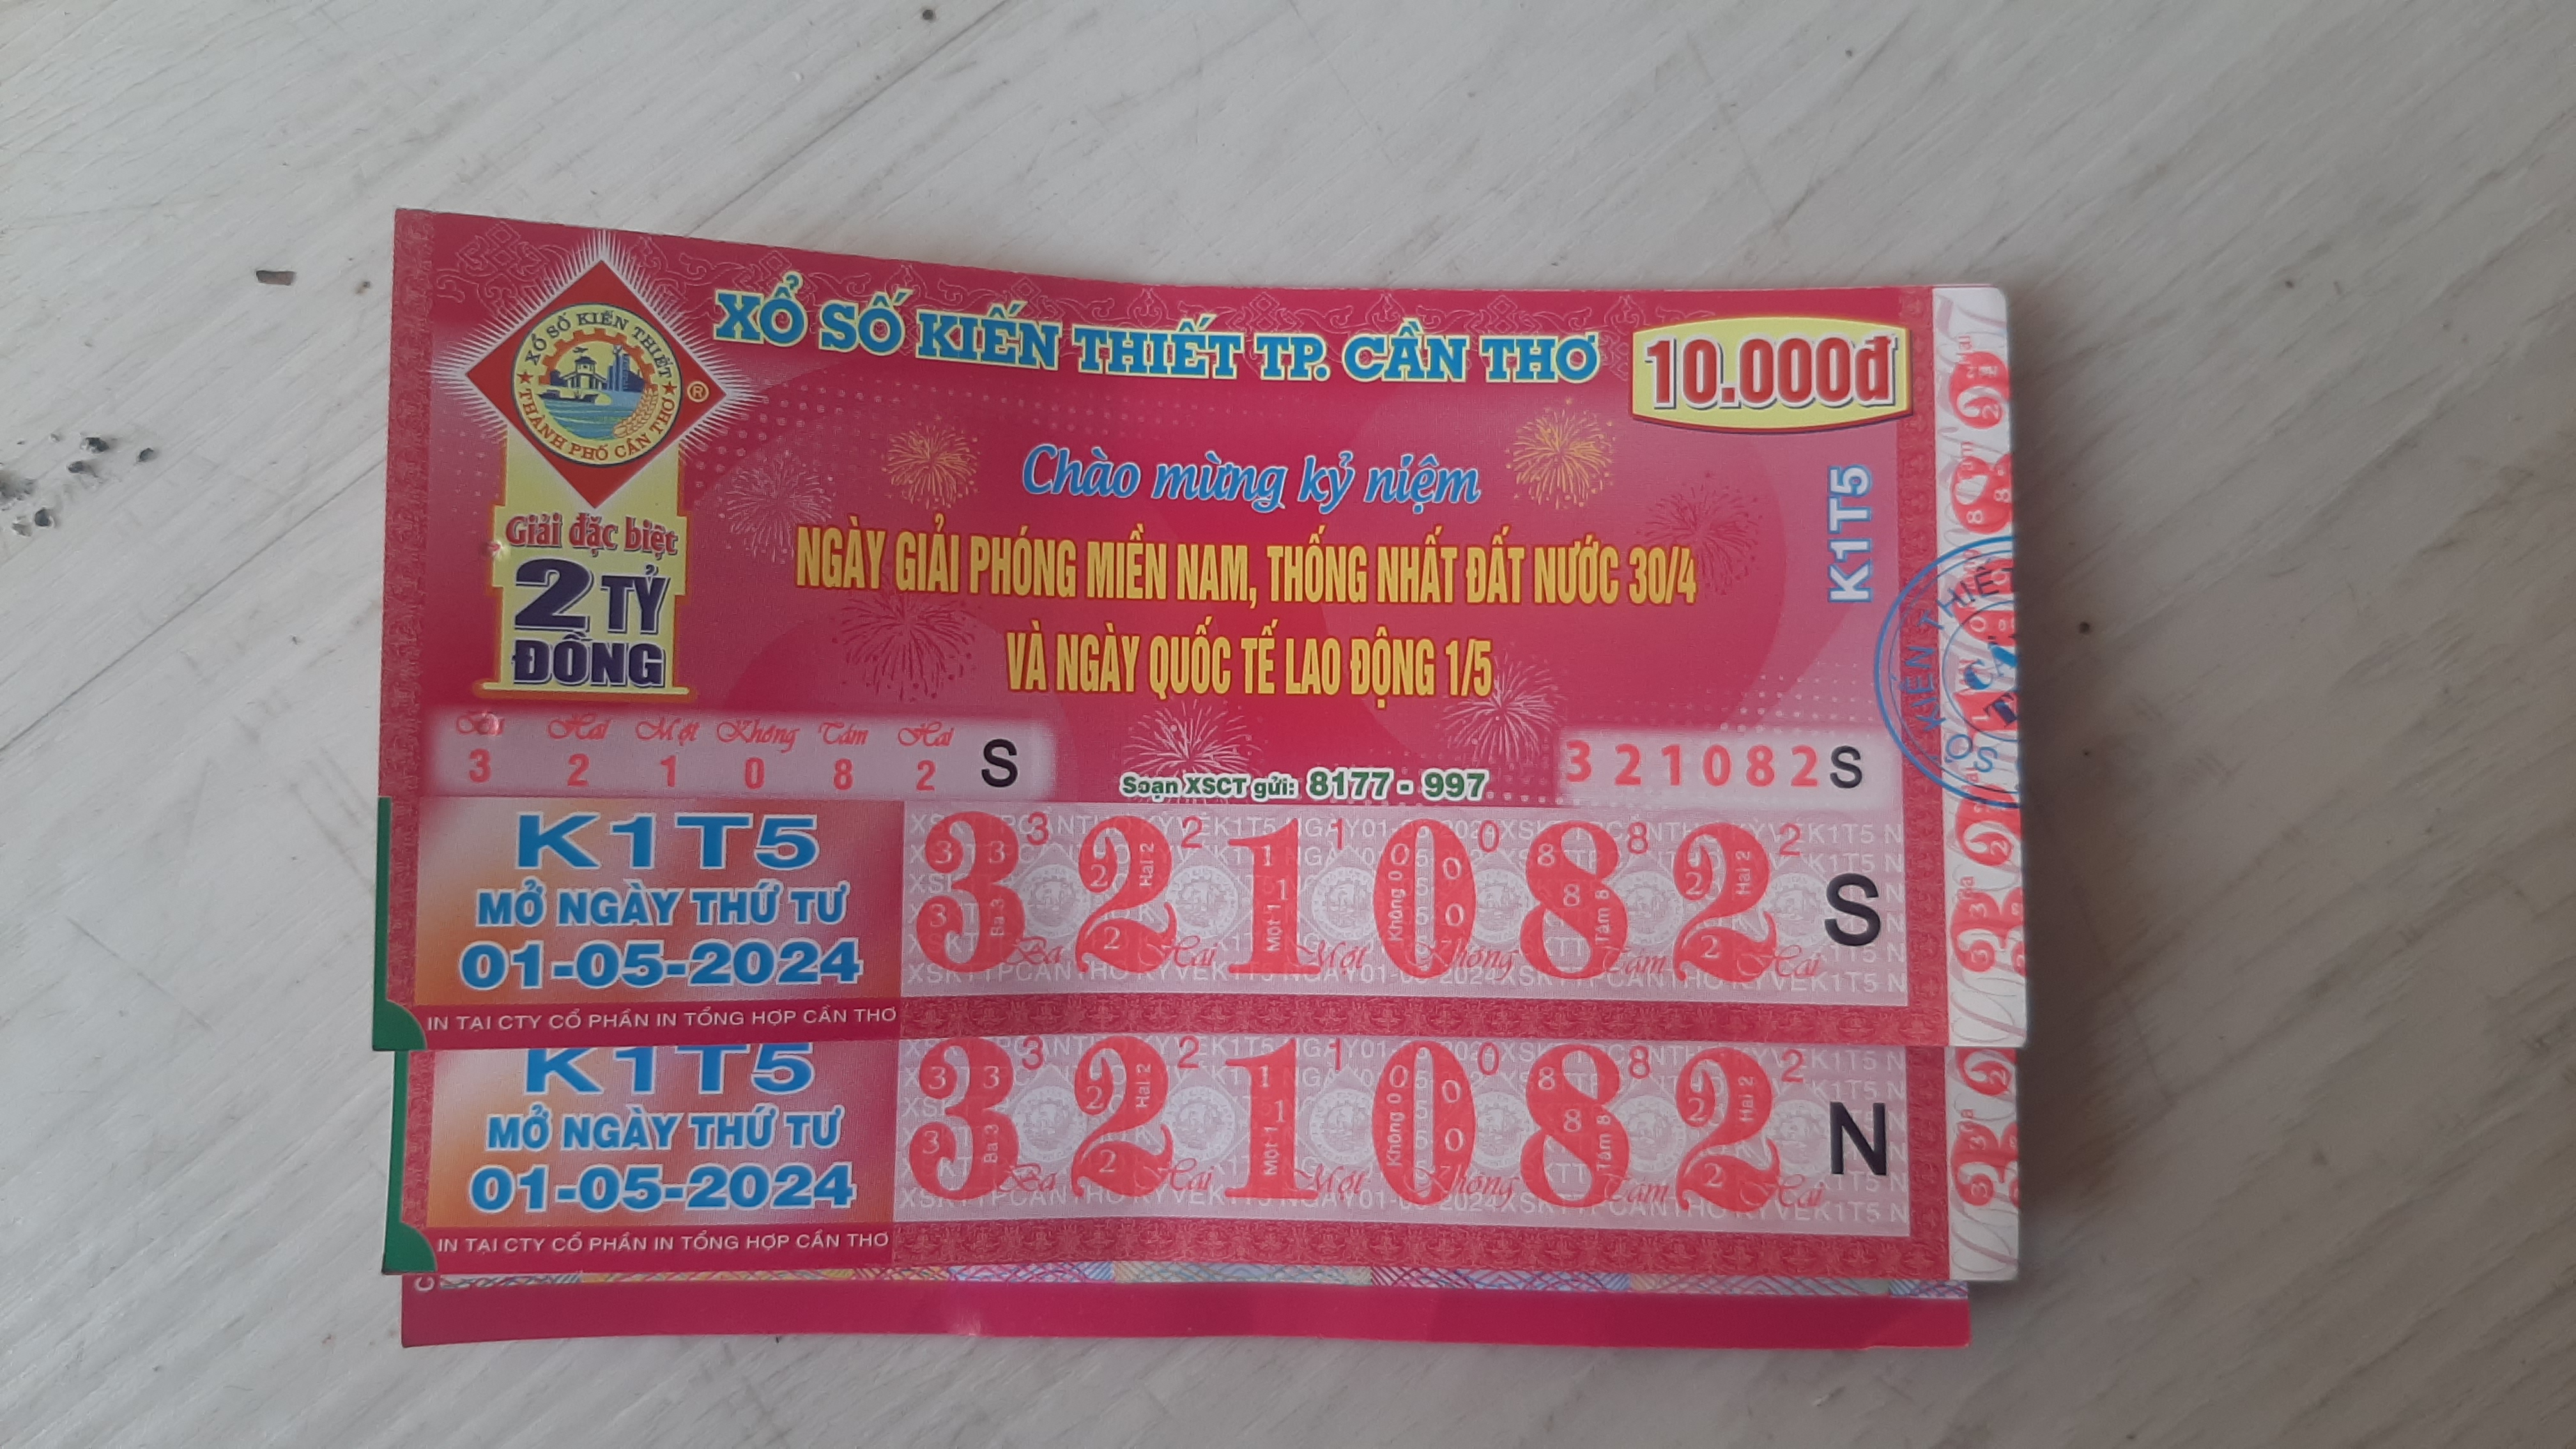 XỔ SỐ KIẾN THIẾT TP. CẦN THƠ
10.000đ
XỔ SỐ KIẾN THIẾT
THÀNH PHỐ CẦN THƠ
®
Giải đặc biệt
2 TỶ
ĐỒNG
Chào mừng kỷ niệm
NGÀY GIẢI PHÓNG MIỀN NAM, THỐNG NHẤT ĐẤT NƯỚC 30/4
VÀ NGÀY QUỐC TẾ LAO ĐỘNG 1/5
K1T5
KIẾN THIẾ
Ba Hai Một Không Tám Hai
3 2 1 0 8 2 S
Soạn XSCT gửi: 8177 - 997
321082 S
K1T5
MỞ NGÀY THỨ TƯ
01-05-2024
321082 S
Ba Hai Một Không Tám Hai
IN TẠI CTY CỔ PHẦN IN TỔNG HỢP CẦN THƠ
K1T5
MỞ NGÀY THỨ TƯ
01-05-2024
321082 N
Ba Hai Một Không Tám Hai
IN TẠI CTY CỔ PHẦN IN TỔNG HỢP CẦN THƠ